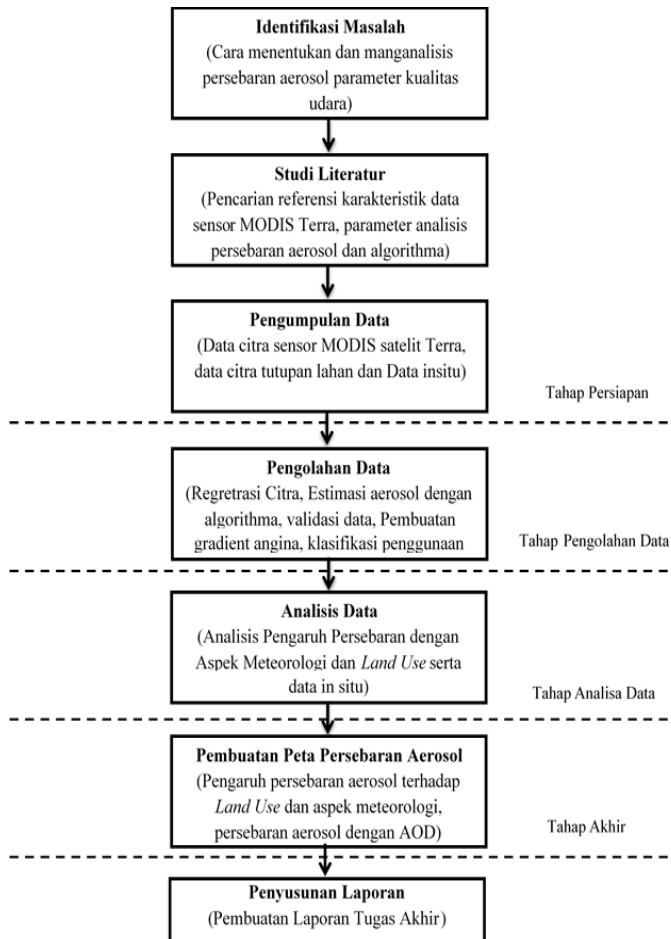 Identifikasi Masalah
(Cara menentukan dan manganalisis
persebaran aerosol parameter kualitas
udara)
Studi Literatur
(Pencarian referensi karakteristik data
sensor MODIS Terra, parameter analisis
persebaran aerosol dan algorithma)
Pengumpulan Data
(Data citra sensor MODIS satelit Terra,
data citra tutupan lahan dan Data insitu)
Tahap Persiapan
Pengolahan Data
(Regretrasi Citra, Estimasi aerosol dengan
algorithma, validasi data, Pembuatan
gradient angina, klasifikasi penggunaan
Tahap Pengolahan Data
Analisis Data
(Analisis Pengaruh Persebaran dengan
Aspek Meteorologi dan Land Use serta
data in situ)
Tahap Analisa Data
Pembuatan Peta Persebaran Aerosol
(Pengaruh persebaran aerosol terhadap
Land Use dan aspek meteorologi,
persebaran aerosol dengan AOD)
Tahap Akhir
Penyusunan Laporan
(Pembuatan Laporan Tugas Akhir)